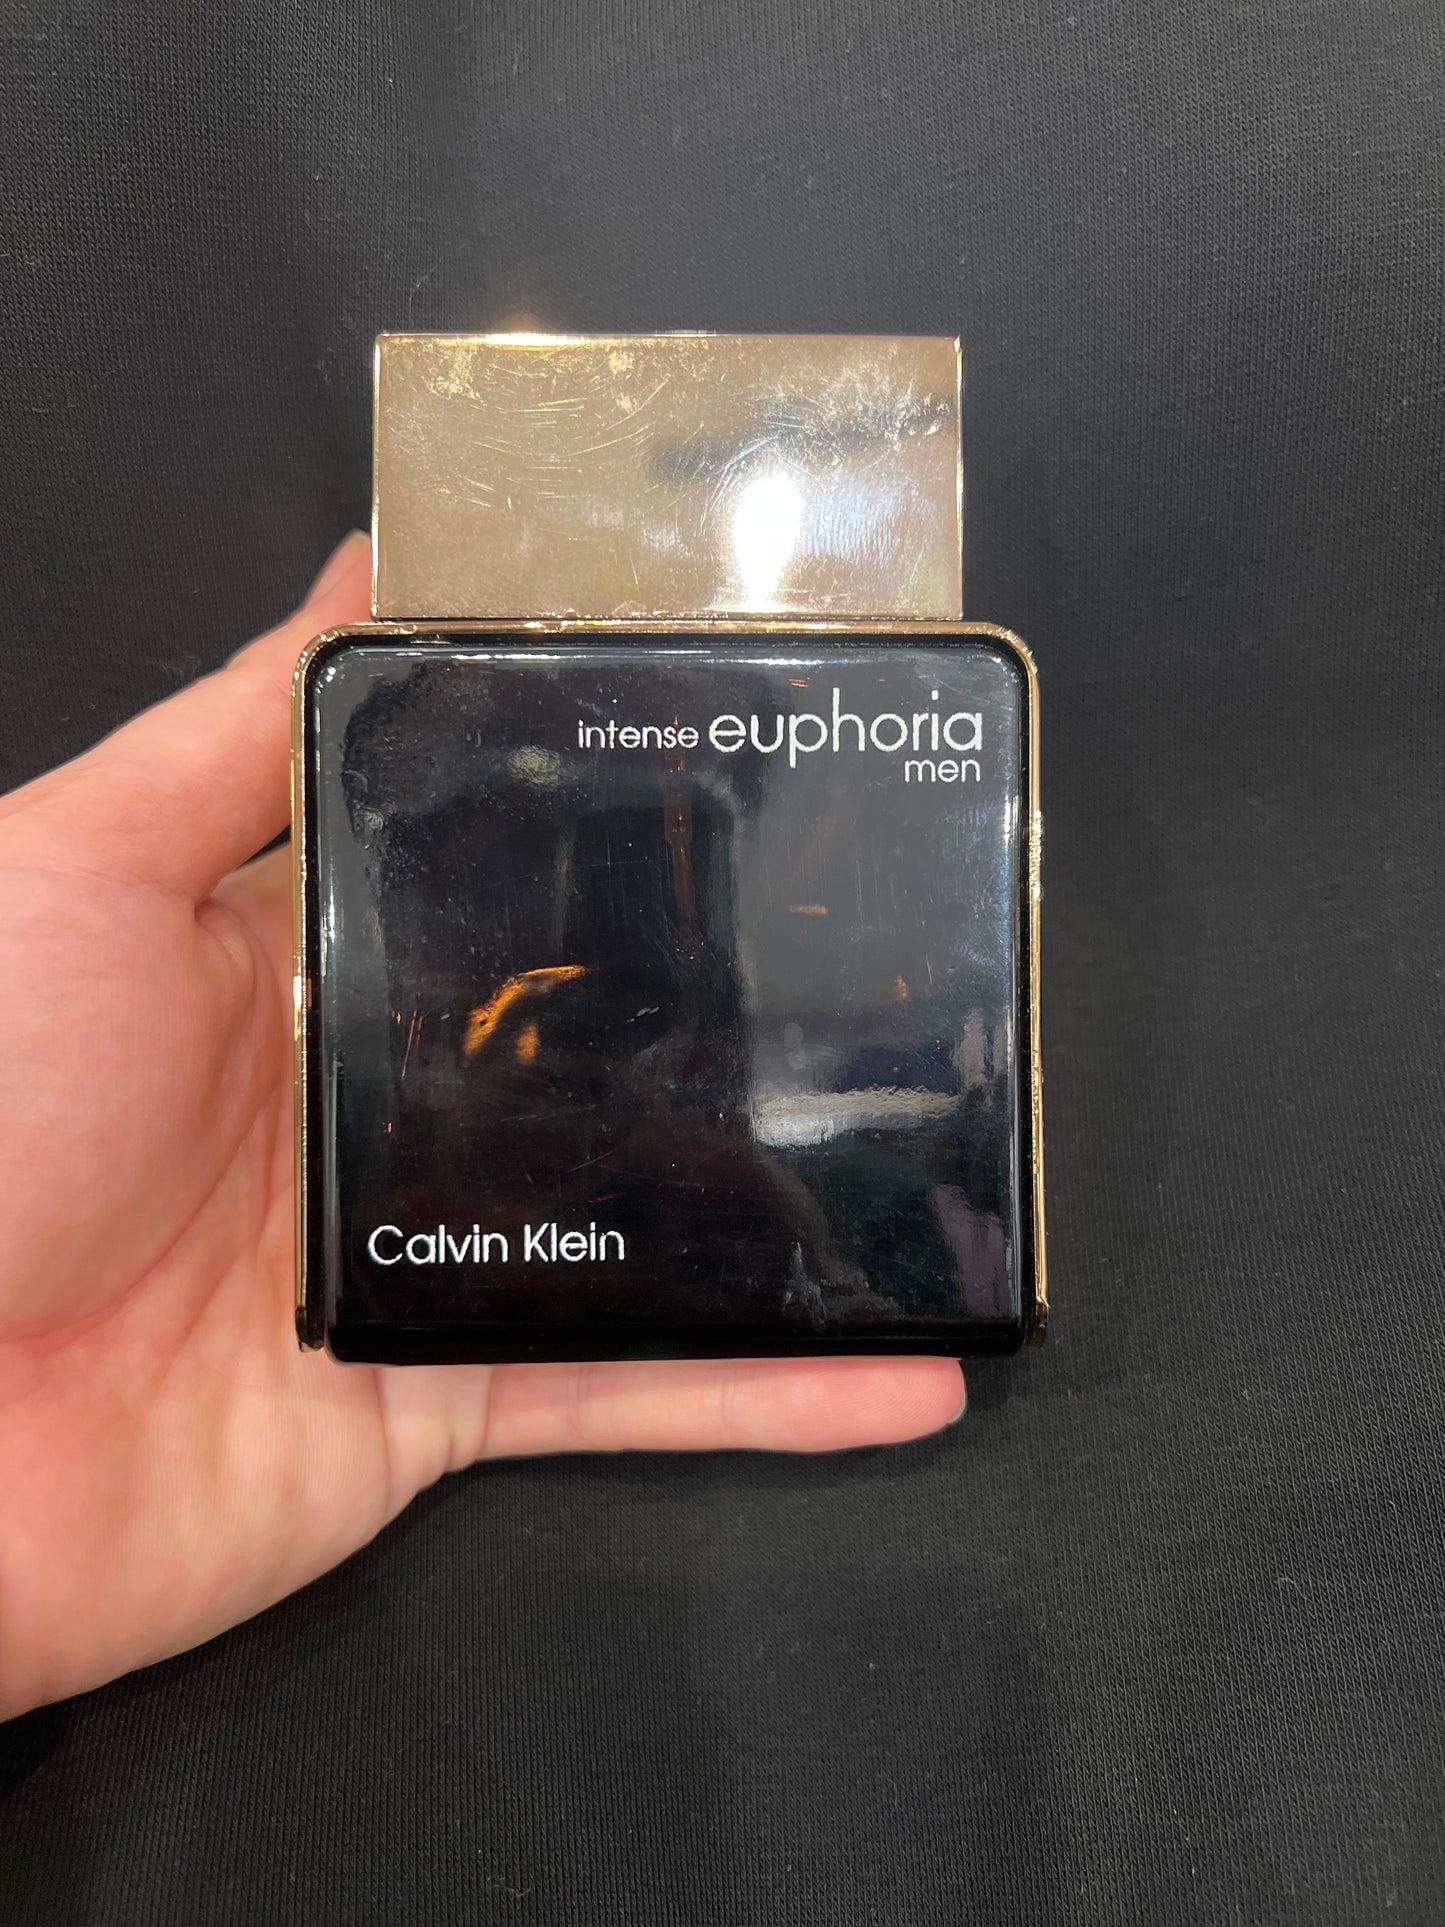 intense euphoria
men
Calvin Klein